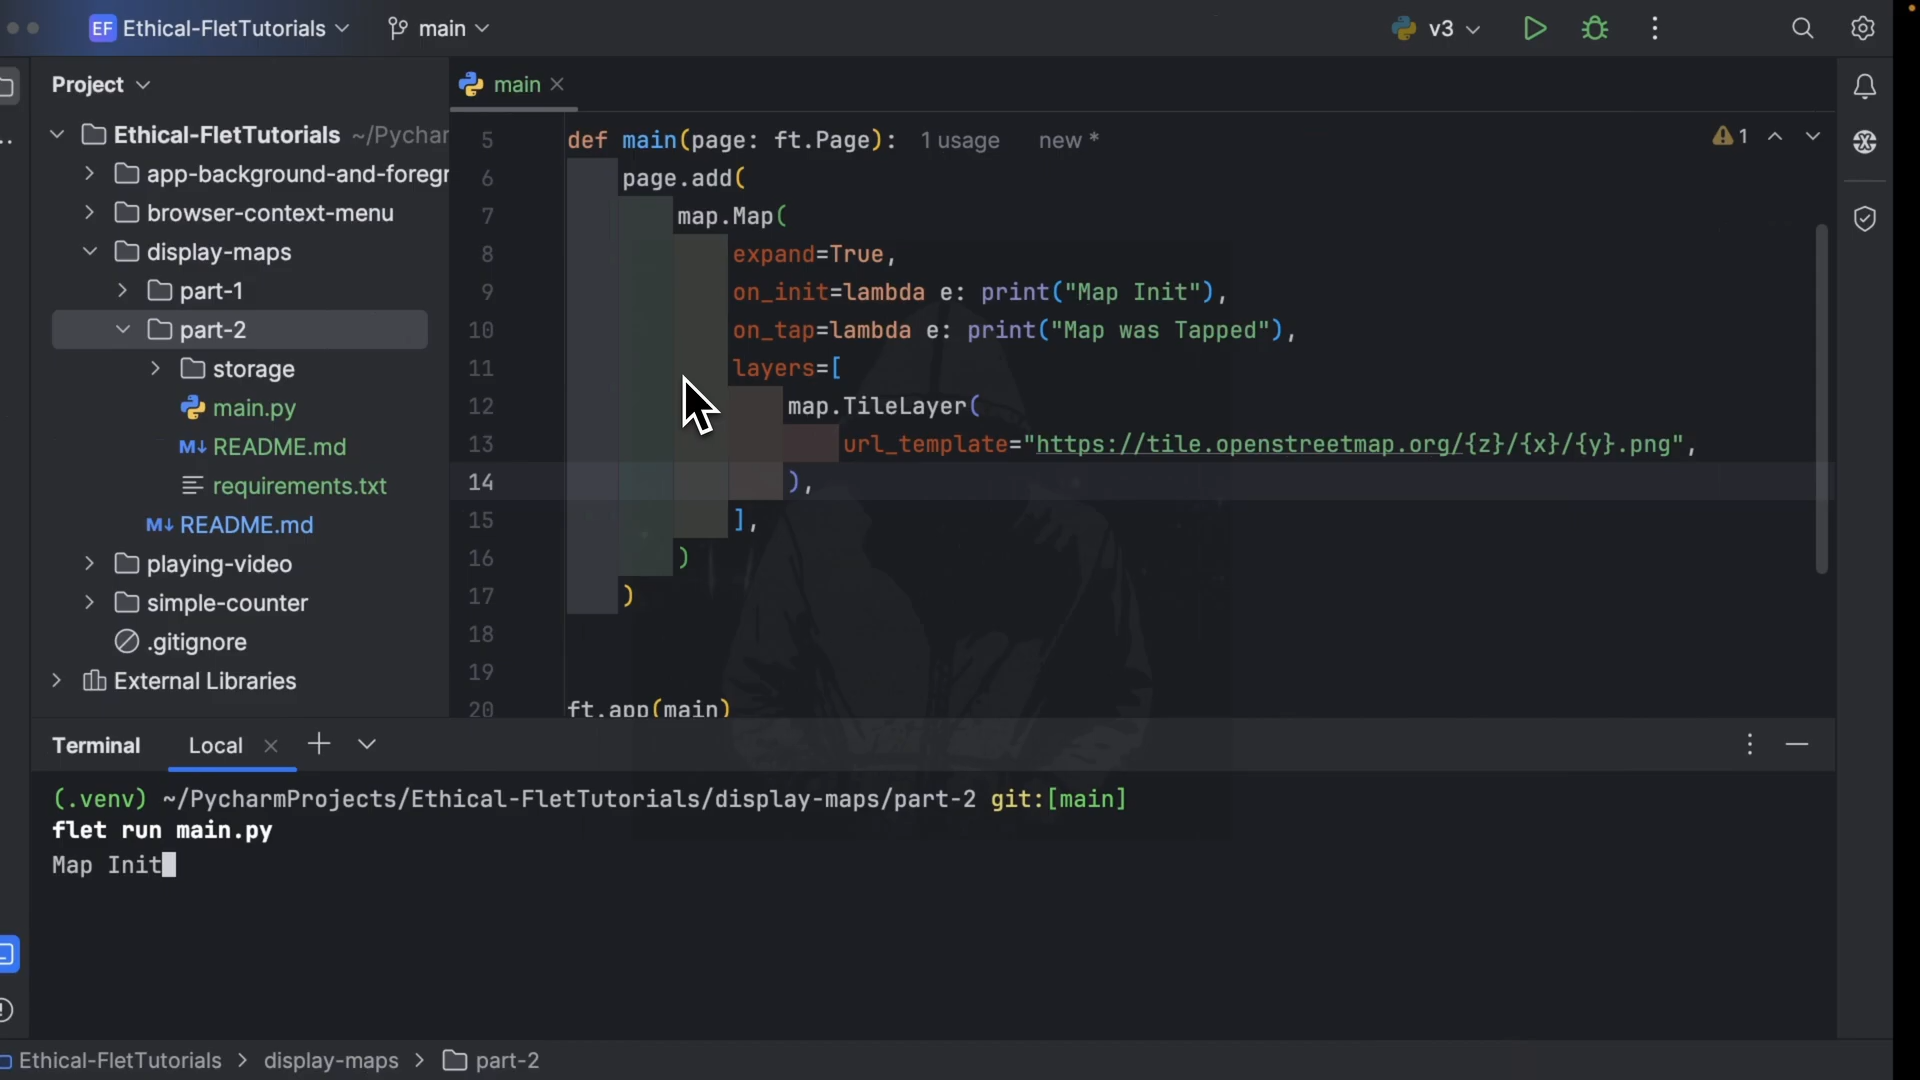 EF Ethical-FletTutorials main v3
Project
main
Ethical-FletTutorials ~/Pychar
app-background-and-foregr
browser-context-menu
display-maps
part-1
part-2
storage
main.py
M↓ README.md
requirements.txt
M↓ README.md
playing-video
simple-counter
.gitignore
External Libraries
5 def main(page: ft.Page): 1 usage new * 1
6 page.add(
7 map.Map(
8 expand=True,
9 on_init=lambda e: print("Map Init"),
10 on_tap=lambda e: print("Map was Tapped"),
11 layers=[
12 map.TileLayer(
13 url_template="https://tile.openstreetmap.org/{z}/{x}/{y}.png",
14 ),
15 ],
16 )
17 )
18
19
20 ft.app(main)
Terminal Local
(.venv) ~/PycharmProjects/Ethical-FletTutorials/display-maps/part-2 git:[main]
flet run main.py
Map Init
Ethical-FletTutorials > display-maps > part-2